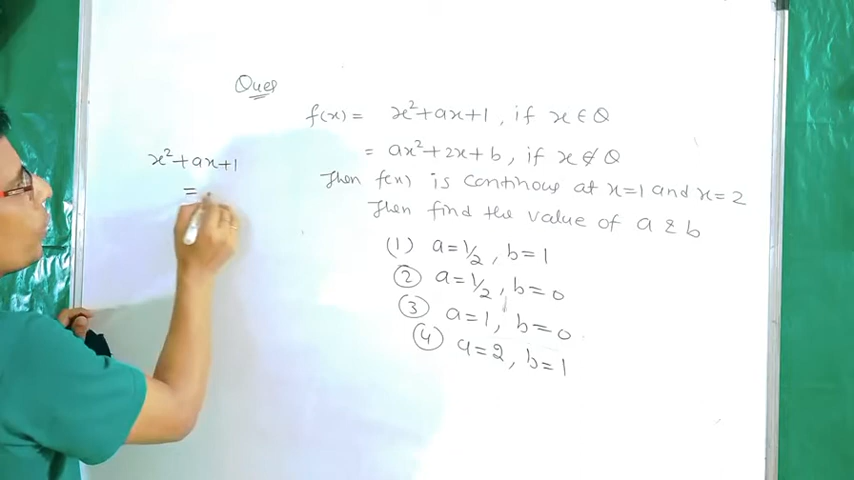 Ques
f(x) = x²+ax+1, if x∈Q
= ax²+2x+b, if x∉Q
x²+ax+1
=
Then f(x) is continous at x=1 and x=2
Then find the value of a & b
(1) a=1/2, b=1
② a=1/2, b=0
③ a=1, b=0
④ a=2, b=1